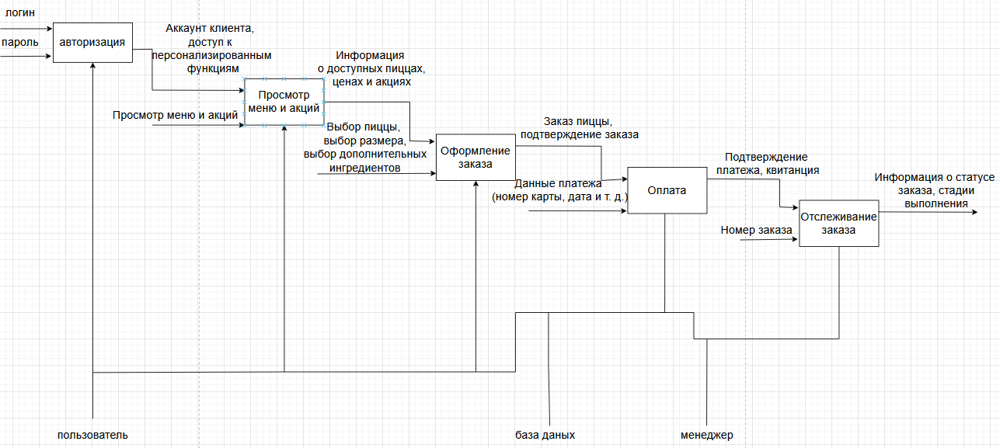 логин
пароль
авторизация
Аккаунт клиента,
доступ к
персонализированным
функциям
Просмотр меню и акций
Просмотр
меню и акций
Информация
о доступных пиццах,
ценах и акциях
Выбор пиццы,
выбор размера,
выбор дополнительных
ингредиентов
Оформление
заказа
Заказ пиццы,
подтверждение заказа
Данные платежа
(номер карты, дата и т. д.)
Оплата
Подтверждение
платежа, квитанция
Номер заказа
Отслеживание
заказа
Информация о статусе
заказа, стадии
выполнения
пользователь
база даных
менеджер